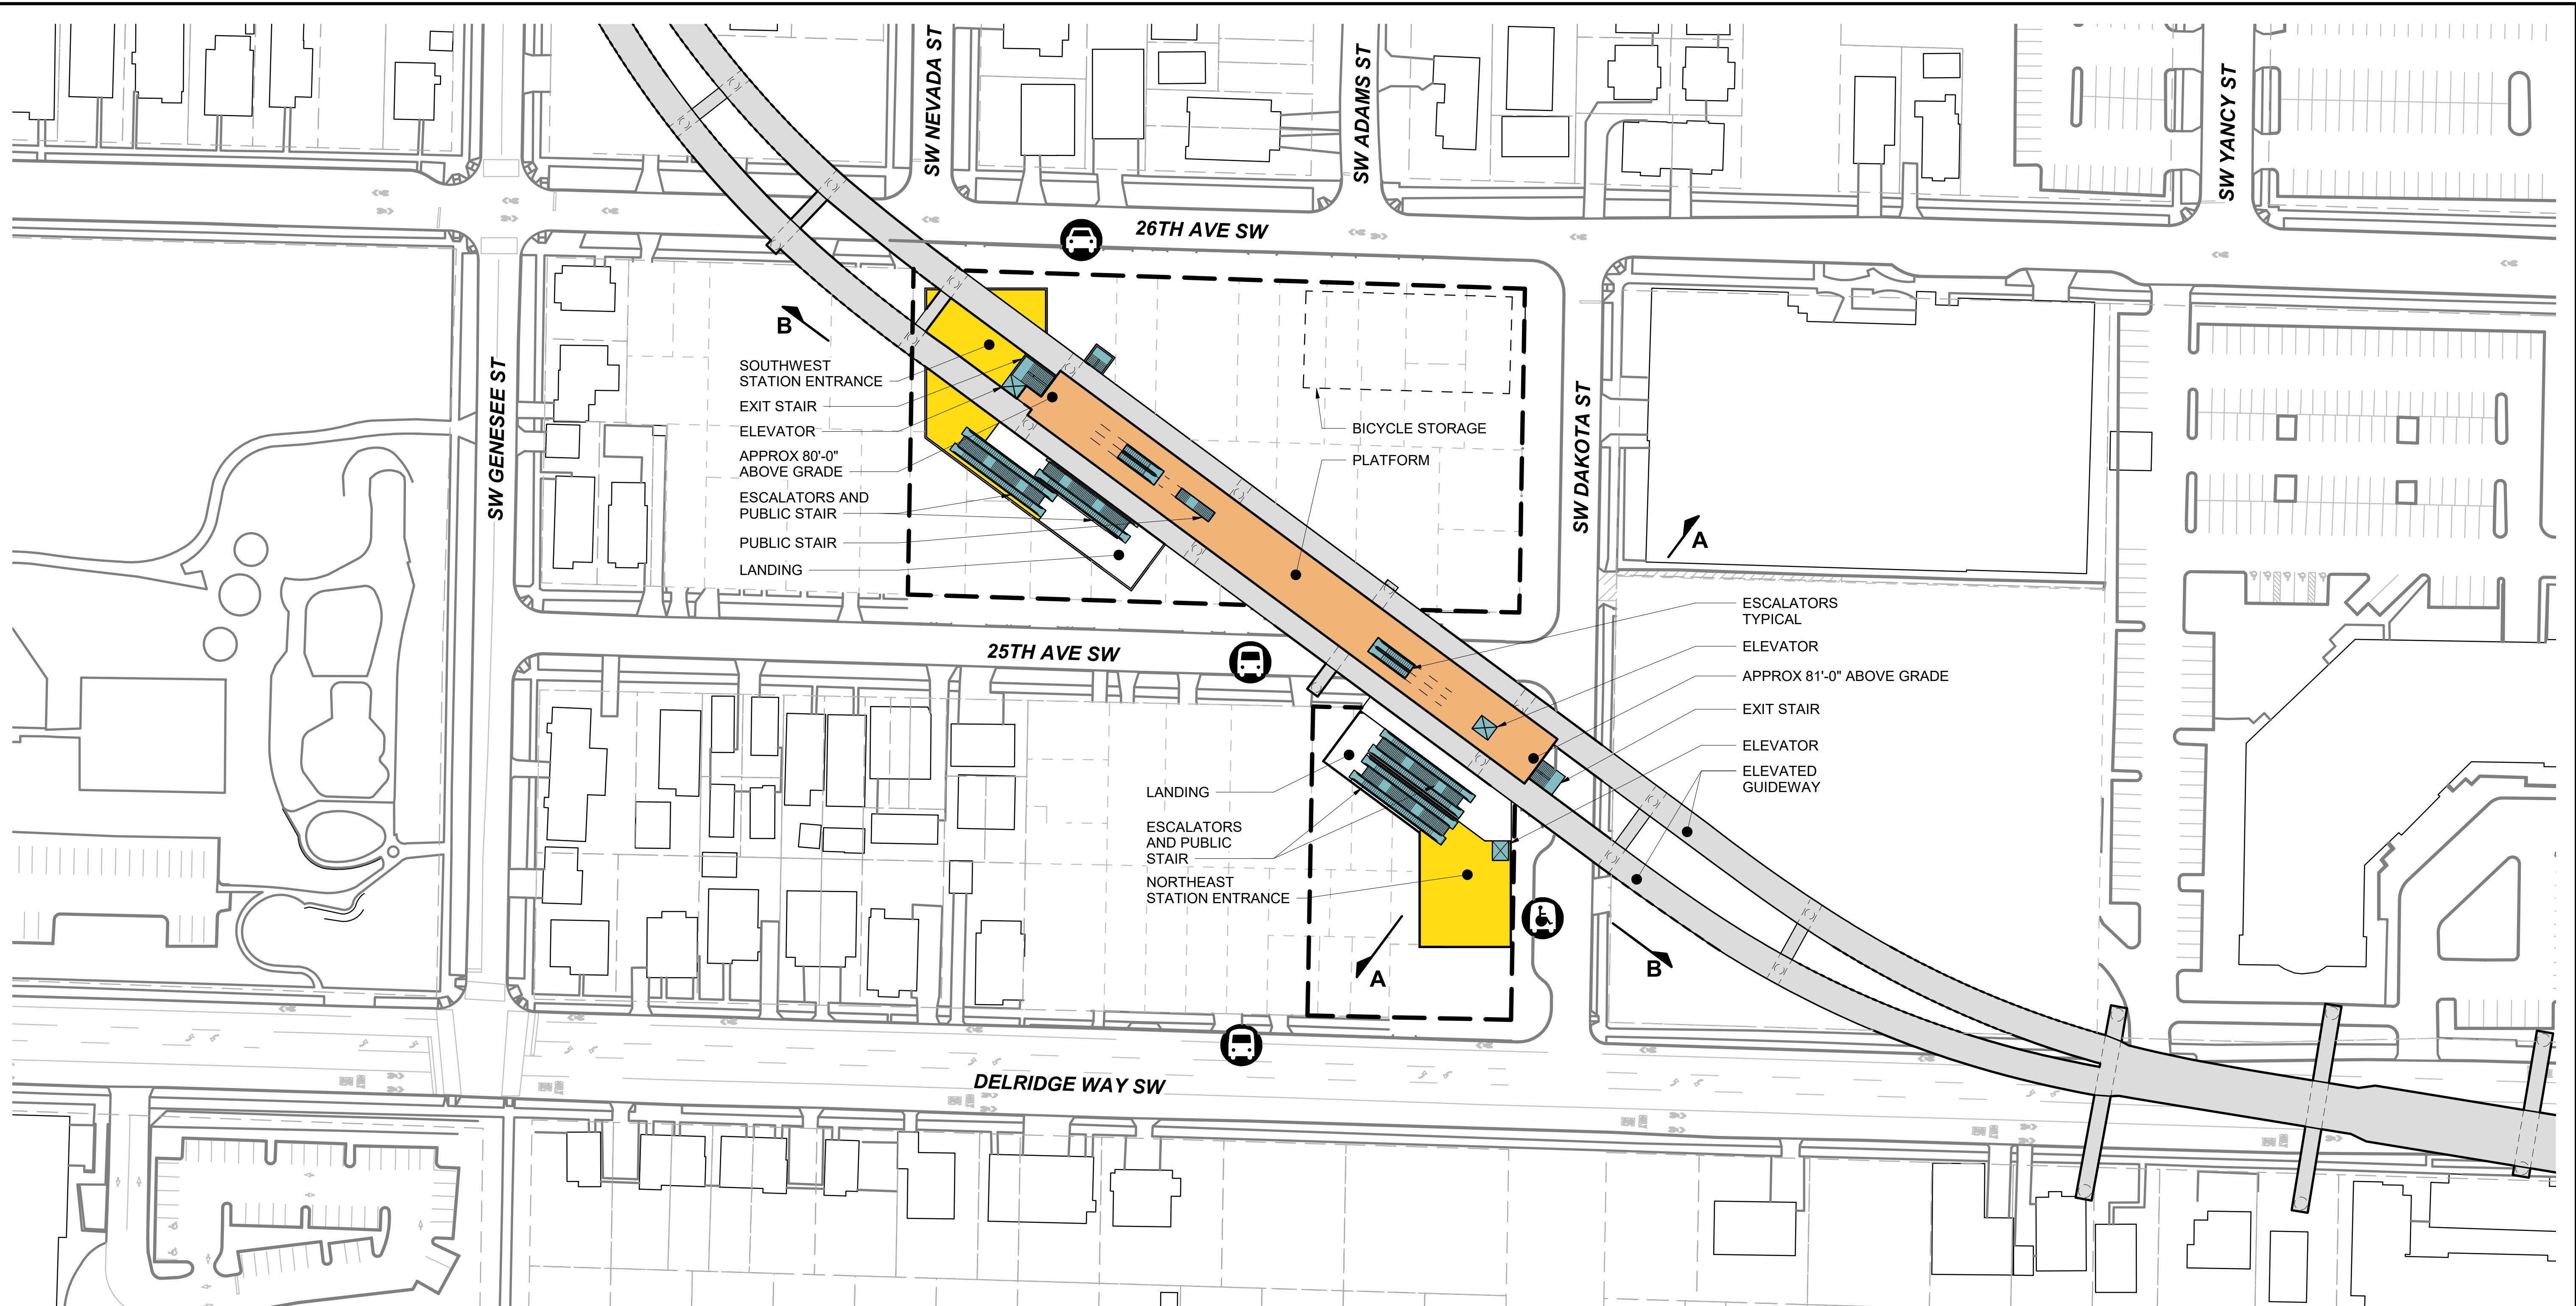 SW NEVADA ST
SW ADAMS ST
SW YANCY ST
26TH AVE SW
B
SOUTHWEST
STATION ENTRANCE
EXIT STAIR
ELEVATOR
APPROX 80'-0"
ABOVE GRADE
ESCALATORS AND
PUBLIC STAIR
PUBLIC STAIR
LANDING
SW GENESEE ST
BICYCLE STORAGE
PLATFORM
SW DAKOTA ST
A
ESCALATORS
TYPICAL
ELEVATOR
APPROX 81'-0" ABOVE GRADE
EXIT STAIR
ELEVATOR
ELEVATED
GUIDEWAY
25TH AVE SW
LANDING
ESCALATORS
AND PUBLIC
STAIR
NORTHEAST
STATION ENTRANCE
A
B
DELRIDGE WAY SW